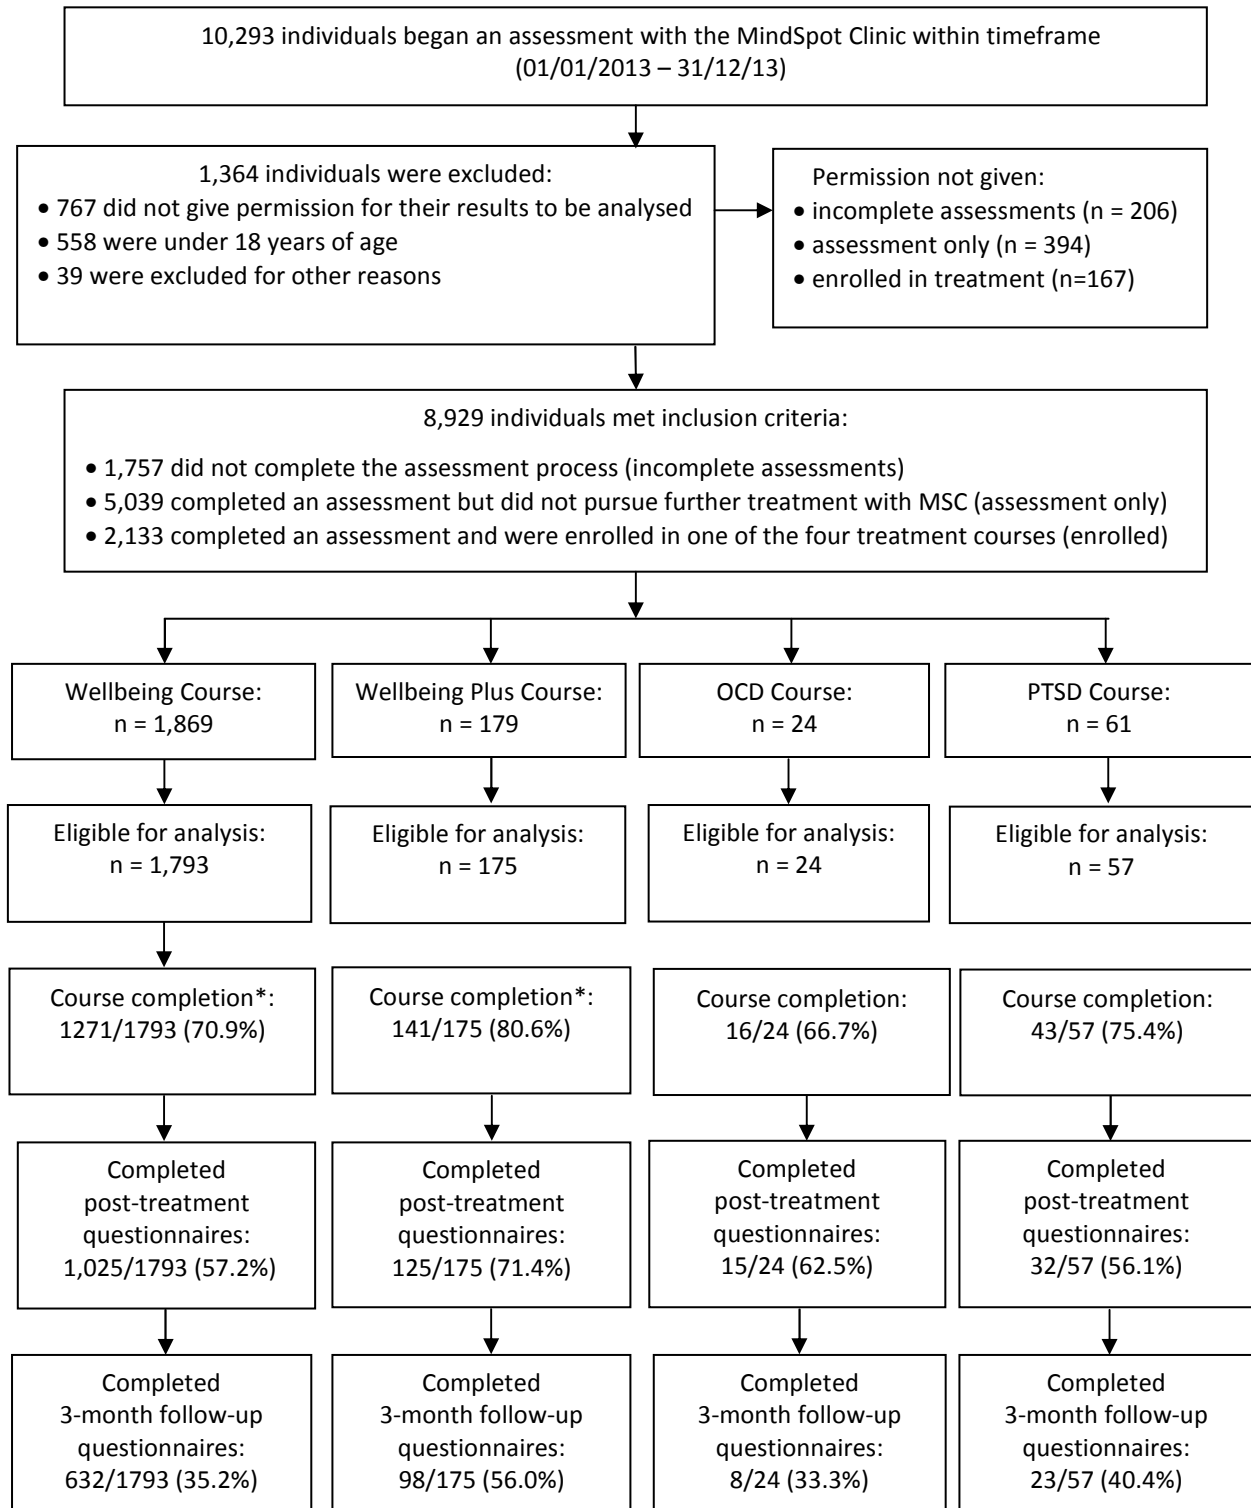 10,293 individuals began an assessment with the MindSpot Clinic within timeframe
(01/01/2013 – 31/12/13)
1,364 individuals were excluded:
• 767 did not give permission for their results to be analysed
• 558 were under 18 years of age
• 39 were excluded for other reasons
Permission not given:
• incomplete assessments (n = 206)
• assessment only (n = 394)
• enrolled in treatment (n=167)
8,929 individuals met inclusion criteria:
• 1,757 did not complete the assessment process (incomplete assessments)
• 5,039 completed an assessment but did not pursue further treatment with MSC (assessment only)
• 2,133 completed an assessment and were enrolled in one of the four treatment courses (enrolled)
Wellbeing Course:
n = 1,869
Wellbeing Plus Course:
n = 179
OCD Course:
n = 24
PTSD Course:
n = 61
Eligible for analysis:
n = 1,793
Eligible for analysis:
n = 175
Eligible for analysis:
n = 24
Eligible for analysis:
n = 57
Course completion*:
1271/1793 (70.9%)
Course completion*:
141/175 (80.6%)
Course completion:
16/24 (66.7%)
Course completion:
43/57 (75.4%)
Completed
post-treatment
questionnaires:
1,025/1793 (57.2%)
Completed
post-treatment
questionnaires:
125/175 (71.4%)
Completed
post-treatment
questionnaires:
15/24 (62.5%)
Completed
post-treatment
questionnaires:
32/57 (56.1%)
Completed
3-month follow-up
questionnaires:
632/1793 (35.2%)
Completed
3-month follow-up
questionnaires:
98/175 (56.0%)
Completed
3-month follow-up
questionnaires:
8/24 (33.3%)
Completed
3-month follow-up
questionnaires:
23/57 (40.4%)